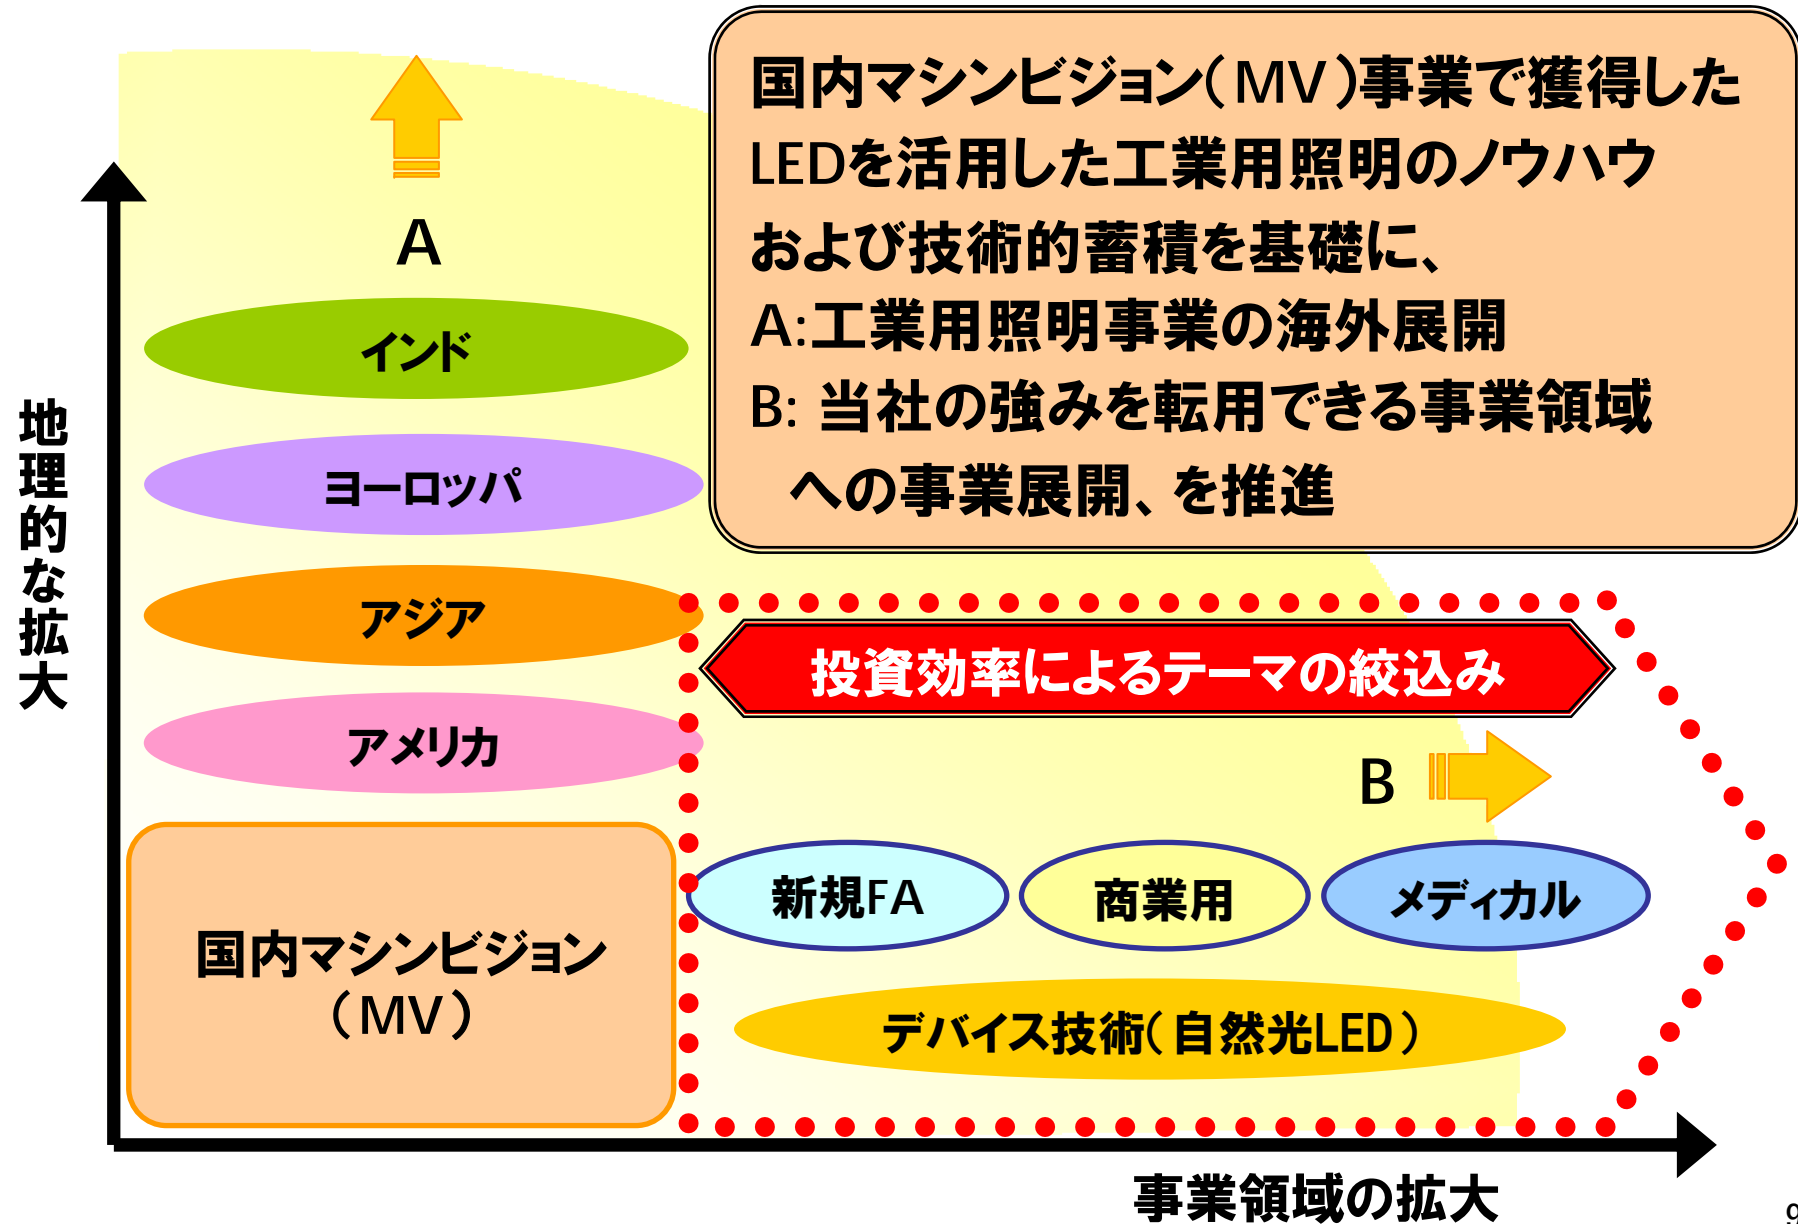 国内マシンビジョン(MV)事業で獲得した
LEDを活用した工業用照明のノウハウ
および技術的蓄積を基礎に、
A:工業用照明事業の海外展開
B: 当社の強みを転用できる事業領域
への事業展開、を推進
A
インド
ヨーロッパ
アジア
アメリカ
地理的な拡大
投資効率によるテーマの絞込み
B
新規FA
商業用
メディカル
国内マシンビジョン
(MV)
デバイス技術(自然光LED)
事業領域の拡大